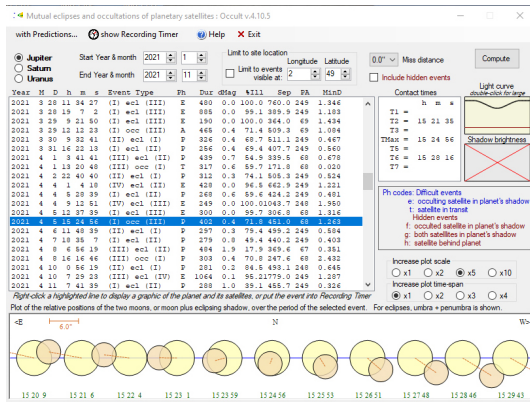 Mutual eclipses and occultations of planetary satellites : Occult v.4.10.5
with Predictions... show Recording Timer Help Exit
Jupiter
Saturn
Uranus
Start Year & month 2021 1
End Year & month 2021 11
Limit to site location
Longitude Latitude
Limit to events visible at: 2 49
0.0" Miss distance
Include hidden events
Compute
Light curve
double-click for large
Year M D h m s Event Type Ph Dur dMag %Ill Sep PA MinD
2021 3 28 11 34 27 (I) ecl (III) E 480 0.0 100.0 760.0 249 1.346
2021 3 28 19 7 2 (I) ecl (III) E 885 0.0 99.1 389.9 249 1.183
2021 3 29 9 21 50 (I) ecl (III) E 190 0.0 100.0 364.0 69 1.434
2021 3 29 12 12 23 (I) occ (III) A 465 0.4 71.4 509.3 69 1.084
2021 3 30 9 32 41 (II) ecl (I) P 326 0.4 68.7 511.1 249 0.467
2021 3 31 16 22 13 (I) ecl (II) P 256 0.4 69.4 407.7 249 0.560
2021 4 1 3 41 41 (III) ecl (II) P 439 0.7 54.9 339.5 68 0.678
2021 4 1 13 20 48 (III) occ (I) T 317 0.6 59.7 171.8 68 0.020
2021 4 2 22 40 40 (II) ecl (I) P 312 0.3 74.1 505.3 249 0.524
2021 4 4 1 4 18 (IV) ecl (II) E 428 0.0 96.5 662.9 249 1.221
2021 4 4 5 28 39 (I) ecl (II) P 268 0.6 59.6 424.2 249 0.481
2021 4 4 9 12 51 (IV) ecl (III) E 249 0.0 100.0 1043.7 248 1.950
2021 4 5 12 37 39 (I) ecl (III) E 300 0.0 99.7 306.8 68 1.316
2021 4 5 15 24 56 (I) occ (III) P 402 0.4 71.8 451.0 68 1.263
2021 4 6 11 48 39 (II) ecl (I) P 297 0.3 79.4 499.2 249 0.584
2021 4 7 18 35 7 (I) ecl (II) P 279 0.8 49.4 440.2 249 0.403
2021 4 8 6 56 19 (III) ecl (II) P 484 1.9 17.9 369.6 67 0.351
2021 4 8 16 16 46 (III) occ (I) P 303 0.4 70.8 247.6 68 2.432
2021 4 10 0 56 19 (II) ecl (I) P 281 0.2 84.5 493.1 248 0.645
2021 4 10 7 29 23 (III) ecl (IV) E 1064 0.1 95.2 1779.0 249 1.287
2021 4 11 7 41 39 (I) ecl (II) P 288 1.0 39.1 455.7 249 0.326
Contact times
h m s
T1 =
T2 = 15 21 35
T3 =
TMax = 15 24 56
T5 =
T6 = 15 28 16
T7 =
Shadow brightness
Ph codes: Difficult events
e: occulting satellite in planet's shadow
t: satellite in transit
Hidden events
f: occulted satellite in planet's shadow
g: both satellites in planet's shadow
h: satellite behind planet
Increase plot scale
x1 x2 x5 x10
Increase plot time-span
x1 x2 x3 x4
Right-click a highlighted line to display a graphic of the planet and its satellites, or put the event into Recording Timer
Plot of the relative positions of the two moons, or moon plus eclipsing shadow, over the period of the selected event. For eclipses, umbra + penumbra is shown.
<E N W>
6.0"
15 20 9 15 21 6 15 22 4 15 23 1 15 23 59 15 24 56 15 25 53 15 26 51 15 27 48 15 28 46 15 29 43